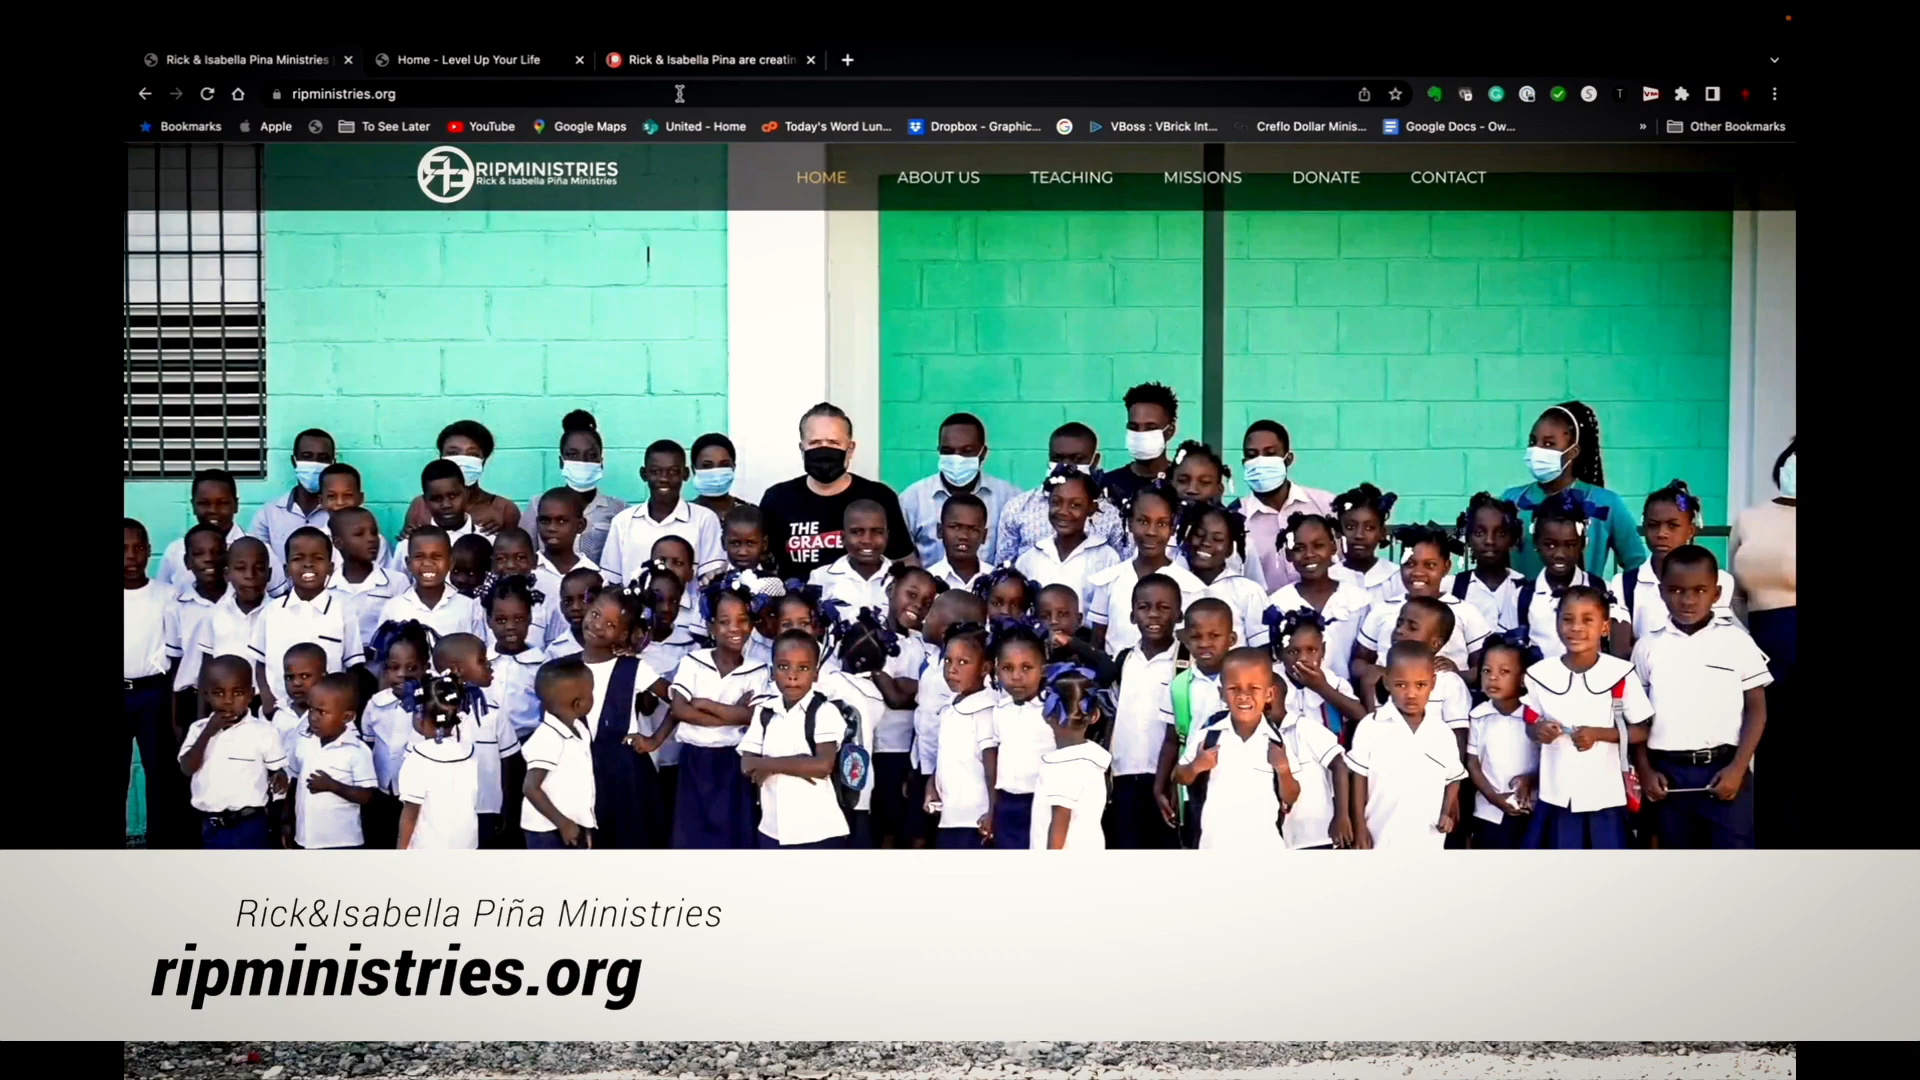 Rick & Isabella Pina Ministries
Home - Level Up Your Life
Rick & Isabella Pina are creatin
ripministries.org
Bookmarks
Apple
To See Later
YouTube
Google Maps
United - Home
Today's Word Lun...
Dropbox - Graphic...
VBoss : VBrick Int...
Creflo Dollar Minis...
Google Docs - Ow...
»
Other Bookmarks
RIPMINISTRIES
Rick & Isabella Piña Ministries
HOME
ABOUT US
TEACHING
MISSIONS
DONATE
CONTACT
THE
GRACE
LIFE
Rick&Isabella Piña Ministries
ripministries.org